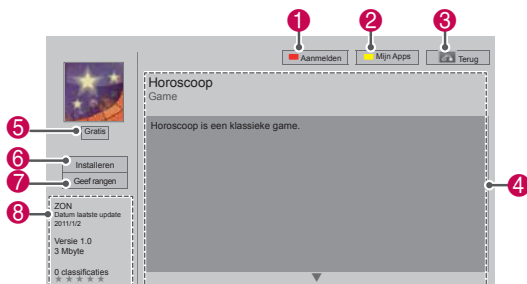 1 2 3
Aanmelden Mijn Apps Terug
Horoscoop
Game
Horoscoop is een klassieke game.
5 Gratis
6 Installeren
7 Geef rangen
4
8 ZON
Datum laatste update
2011/1/2
Versie 1.0
3 Mbyte
0 classificaties